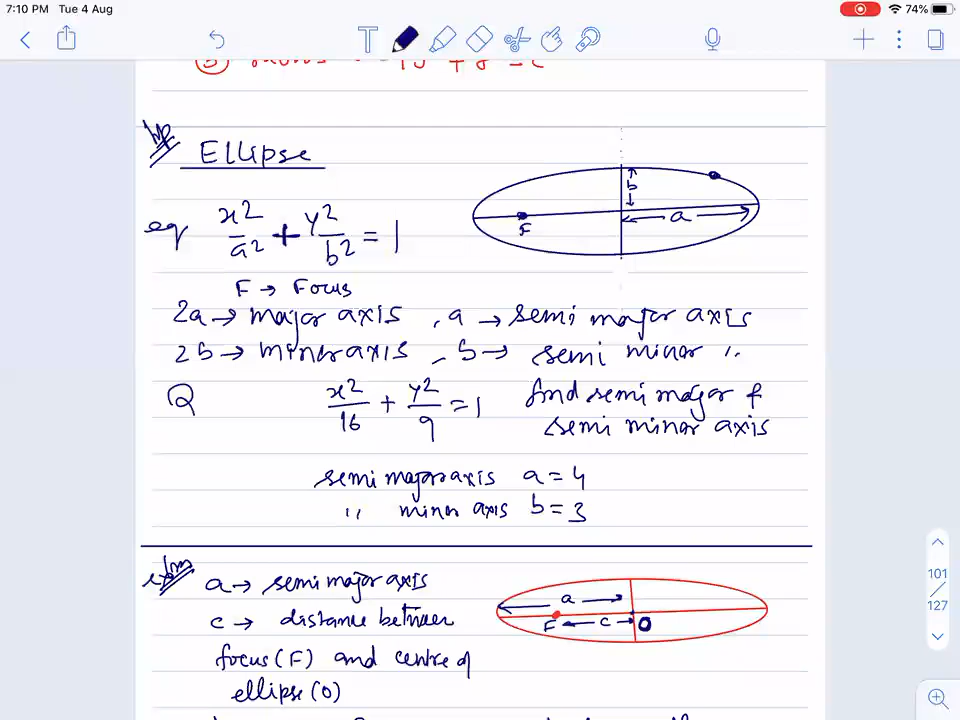 7:10 PM Tue 4 Aug
74%
T
Imp
Ellipse
eq x²/a² + y²/b² = 1
b
a
F
F → Focus
2a → major axis , a → semi major axis
2b → minor axis , b → semi minor ,,
Q x²/16 + y²/9 = 1 find semi major &
semi minor axis
semi major axis a = 4
,, minor axis b = 3
a → semi major axis
c → distance between
focus (F) and centre of
ellipse (O)
a
F c O
101
/
127